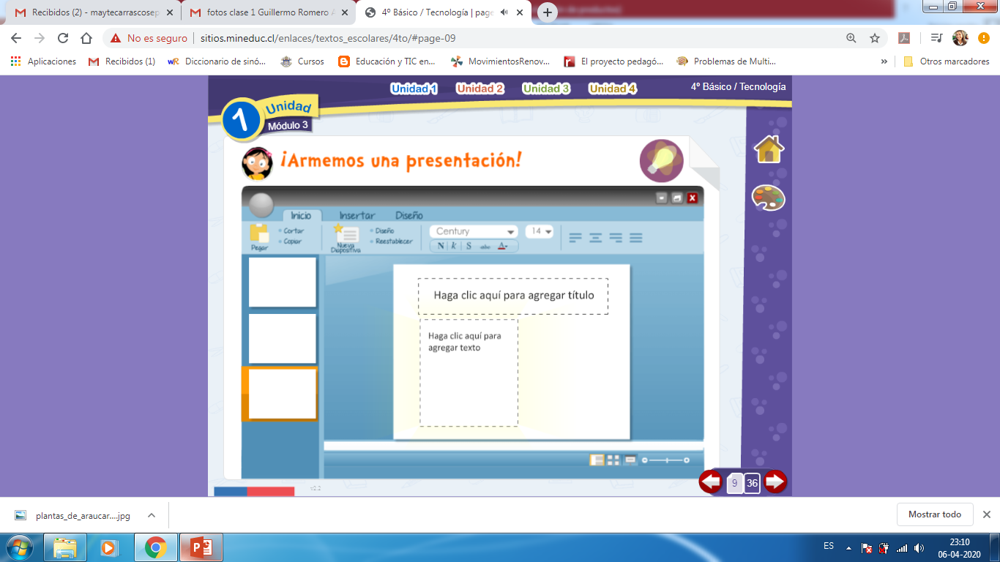 Recibidos (2) - maytecarrascosep
fotos clase 1 Guillermo Romero A
4º Básico / Tecnología | page
No es seguro
sitios.mineduc.cl/enlaces/textos_escolares/4to/#page-09
Aplicaciones
Recibidos (1)
Diccionario de sinó...
Cursos
Educación y TIC en...
MovimientosRenov...
El proyecto pedagó...
Problemas de Multi...
»
Otros marcadores
Unidad 1
Unidad 2
Unidad 3
Unidad 4
4º Básico / Tecnología
1
Unidad
Módulo 3
¡Armemos una presentación!
Inicio
Insertar
Diseño
Pegar
Cortar
Copiar
Nueva
Diapositiva
Diseño
Reestablecer
Century
14
N k S abc A
Haga clic aquí para agregar título
Haga clic aquí para
agregar texto
v2.2
9
36
plantas_de_araucar....jpg
Mostrar todo
ES
23:10
06-04-2020